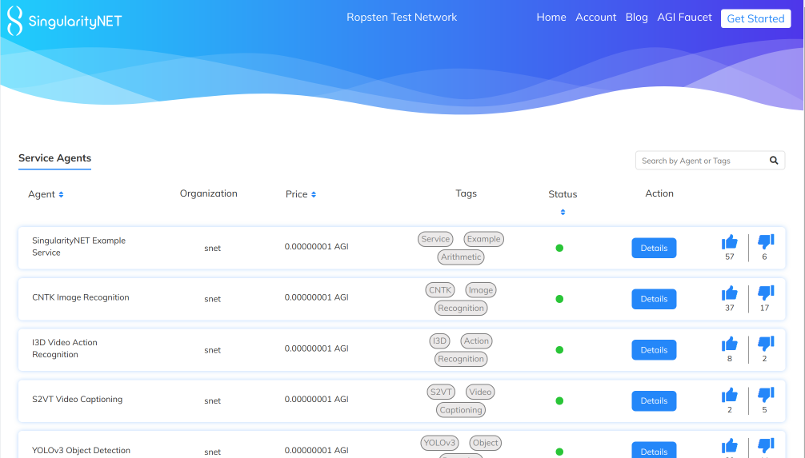 SingularityNET
Ropsten Test Network
Home Account Blog AGI Faucet Get Started
Service Agents
Search by Agent or Tags
Agent Organization Price Tags Status Action
SingularityNET Example
Service
snet
0.00000001 AGI
Service Example
Arithmetic
Details
57 6
CNTK Image Recognition
snet
0.00000001 AGI
CNTK Image
Recognition
Details
37 17
I3D Video Action
Recognition
snet
0.00000001 AGI
I3D Action
Recognition
Details
8 2
S2VT Video Captioning
snet
0.00000001 AGI
S2VT Video
Captioning
Details
2 5
YOLOv3 Object Detection
snet
0.00000001 AGI
YOLOv3 Object
Details